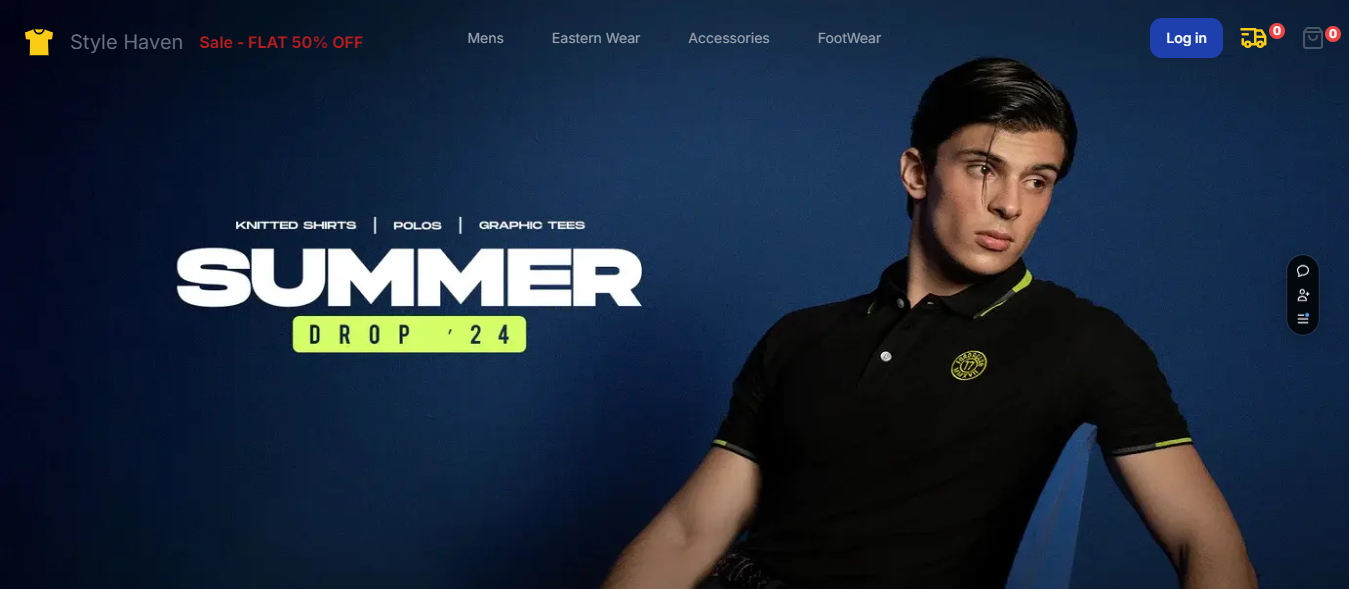 Style Haven
Sale - FLAT 50% OFF
Mens
Eastern Wear
Accessories
FootWear
Log in
0
0
KNITTED SHIRTS | POLOS | GRAPHIC TEES
SUMMER
DROP '24
17